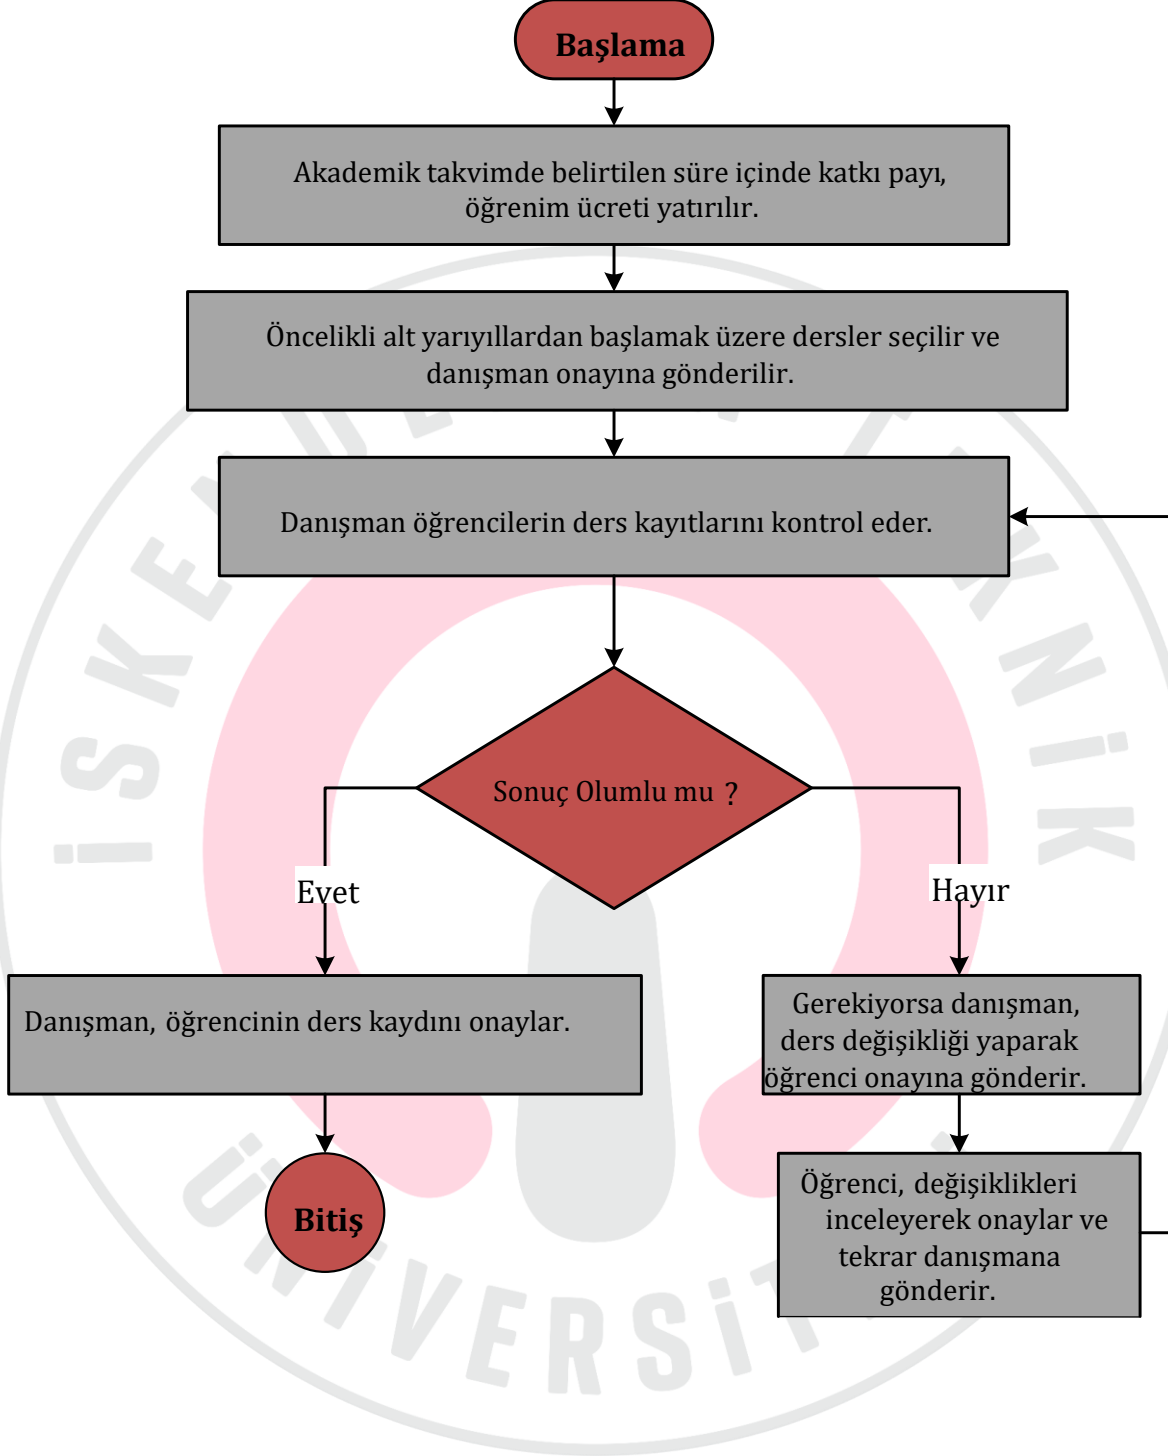 Başlama
Akademik takvimde belirtilen süre içinde katkı payı,
öğrenim ücreti yatırılır.
Öncelikli alt yarıyıllardan başlamak üzere dersler seçilir ve
danışman onayına gönderilir.
Danışman öğrencilerin ders kayıtlarını kontrol eder.
Sonuç Olumlu mu ?
Evet
Hayır
Danışman, öğrencinin ders kaydını onaylar.
Gerekiyorsa danışman,
ders değişikliği yaparak
öğrenci onayına gönderir.
Bitiş
Öğrenci, değişiklikleri
inceleyerek onaylar ve
tekrar danışmana
gönderir.